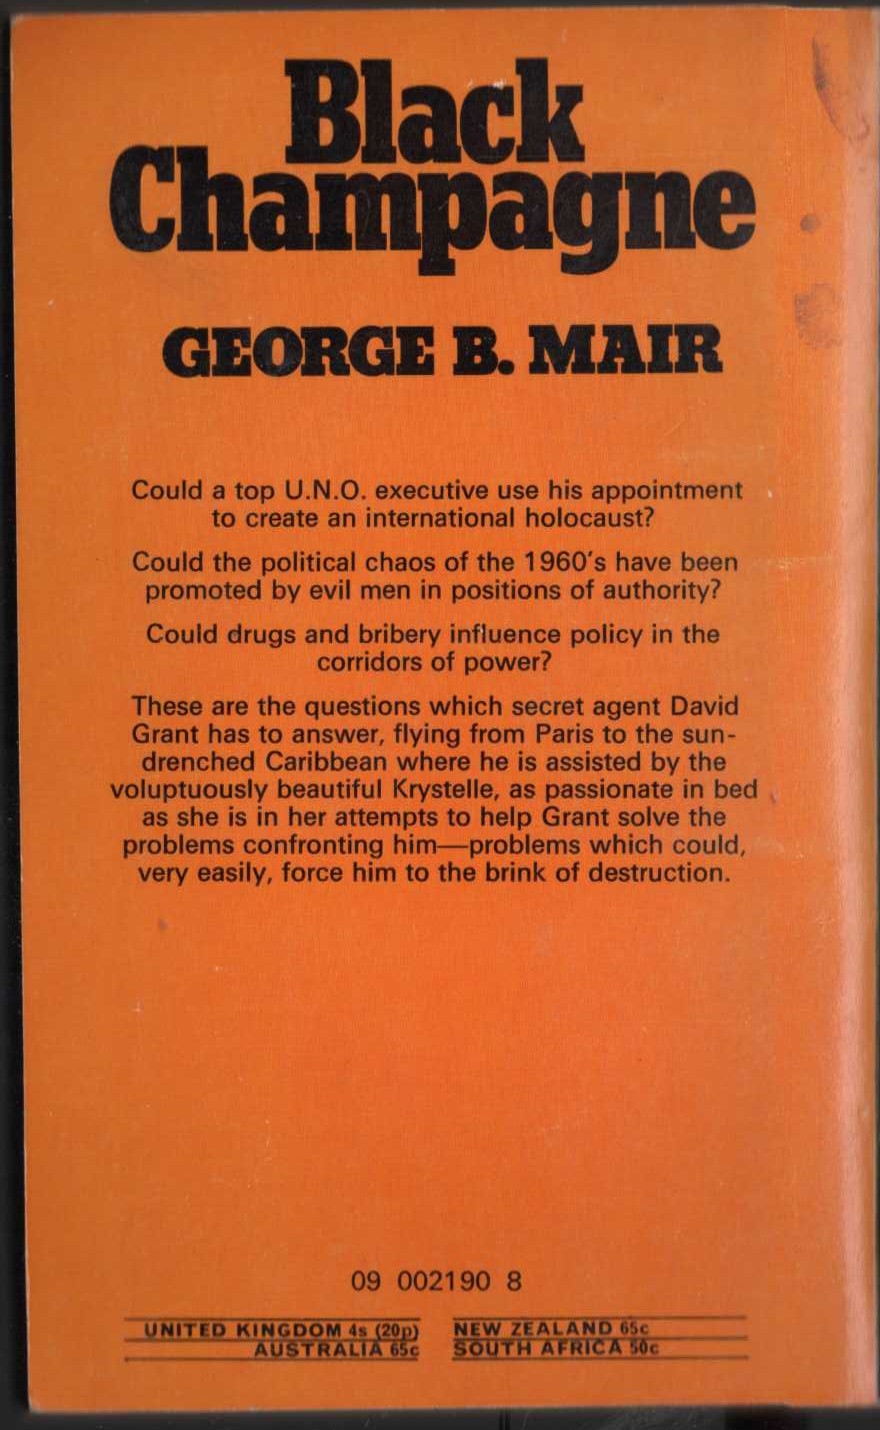 Black
Champagne
GEORGE B. MAIR
Could a top U.N.O. executive use his appointment
to create an international holocaust?
Could the political chaos of the 1960's have been
promoted by evil men in positions of authority?
Could drugs and bribery influence policy in the
corridors of power?
These are the questions which secret agent David
Grant has to answer, flying from Paris to the sun-
drenched Caribbean where he is assisted by the
voluptuously beautiful Krystelle, as passionate in bed
as she is in her attempts to help Grant solve the
problems confronting him—problems which could,
very easily, force him to the brink of destruction.
09 002190 8
UNITED KINGDOM 4s (20p)
AUSTRALIA 65c
NEW ZEALAND 65c
SOUTH AFRICA 50c